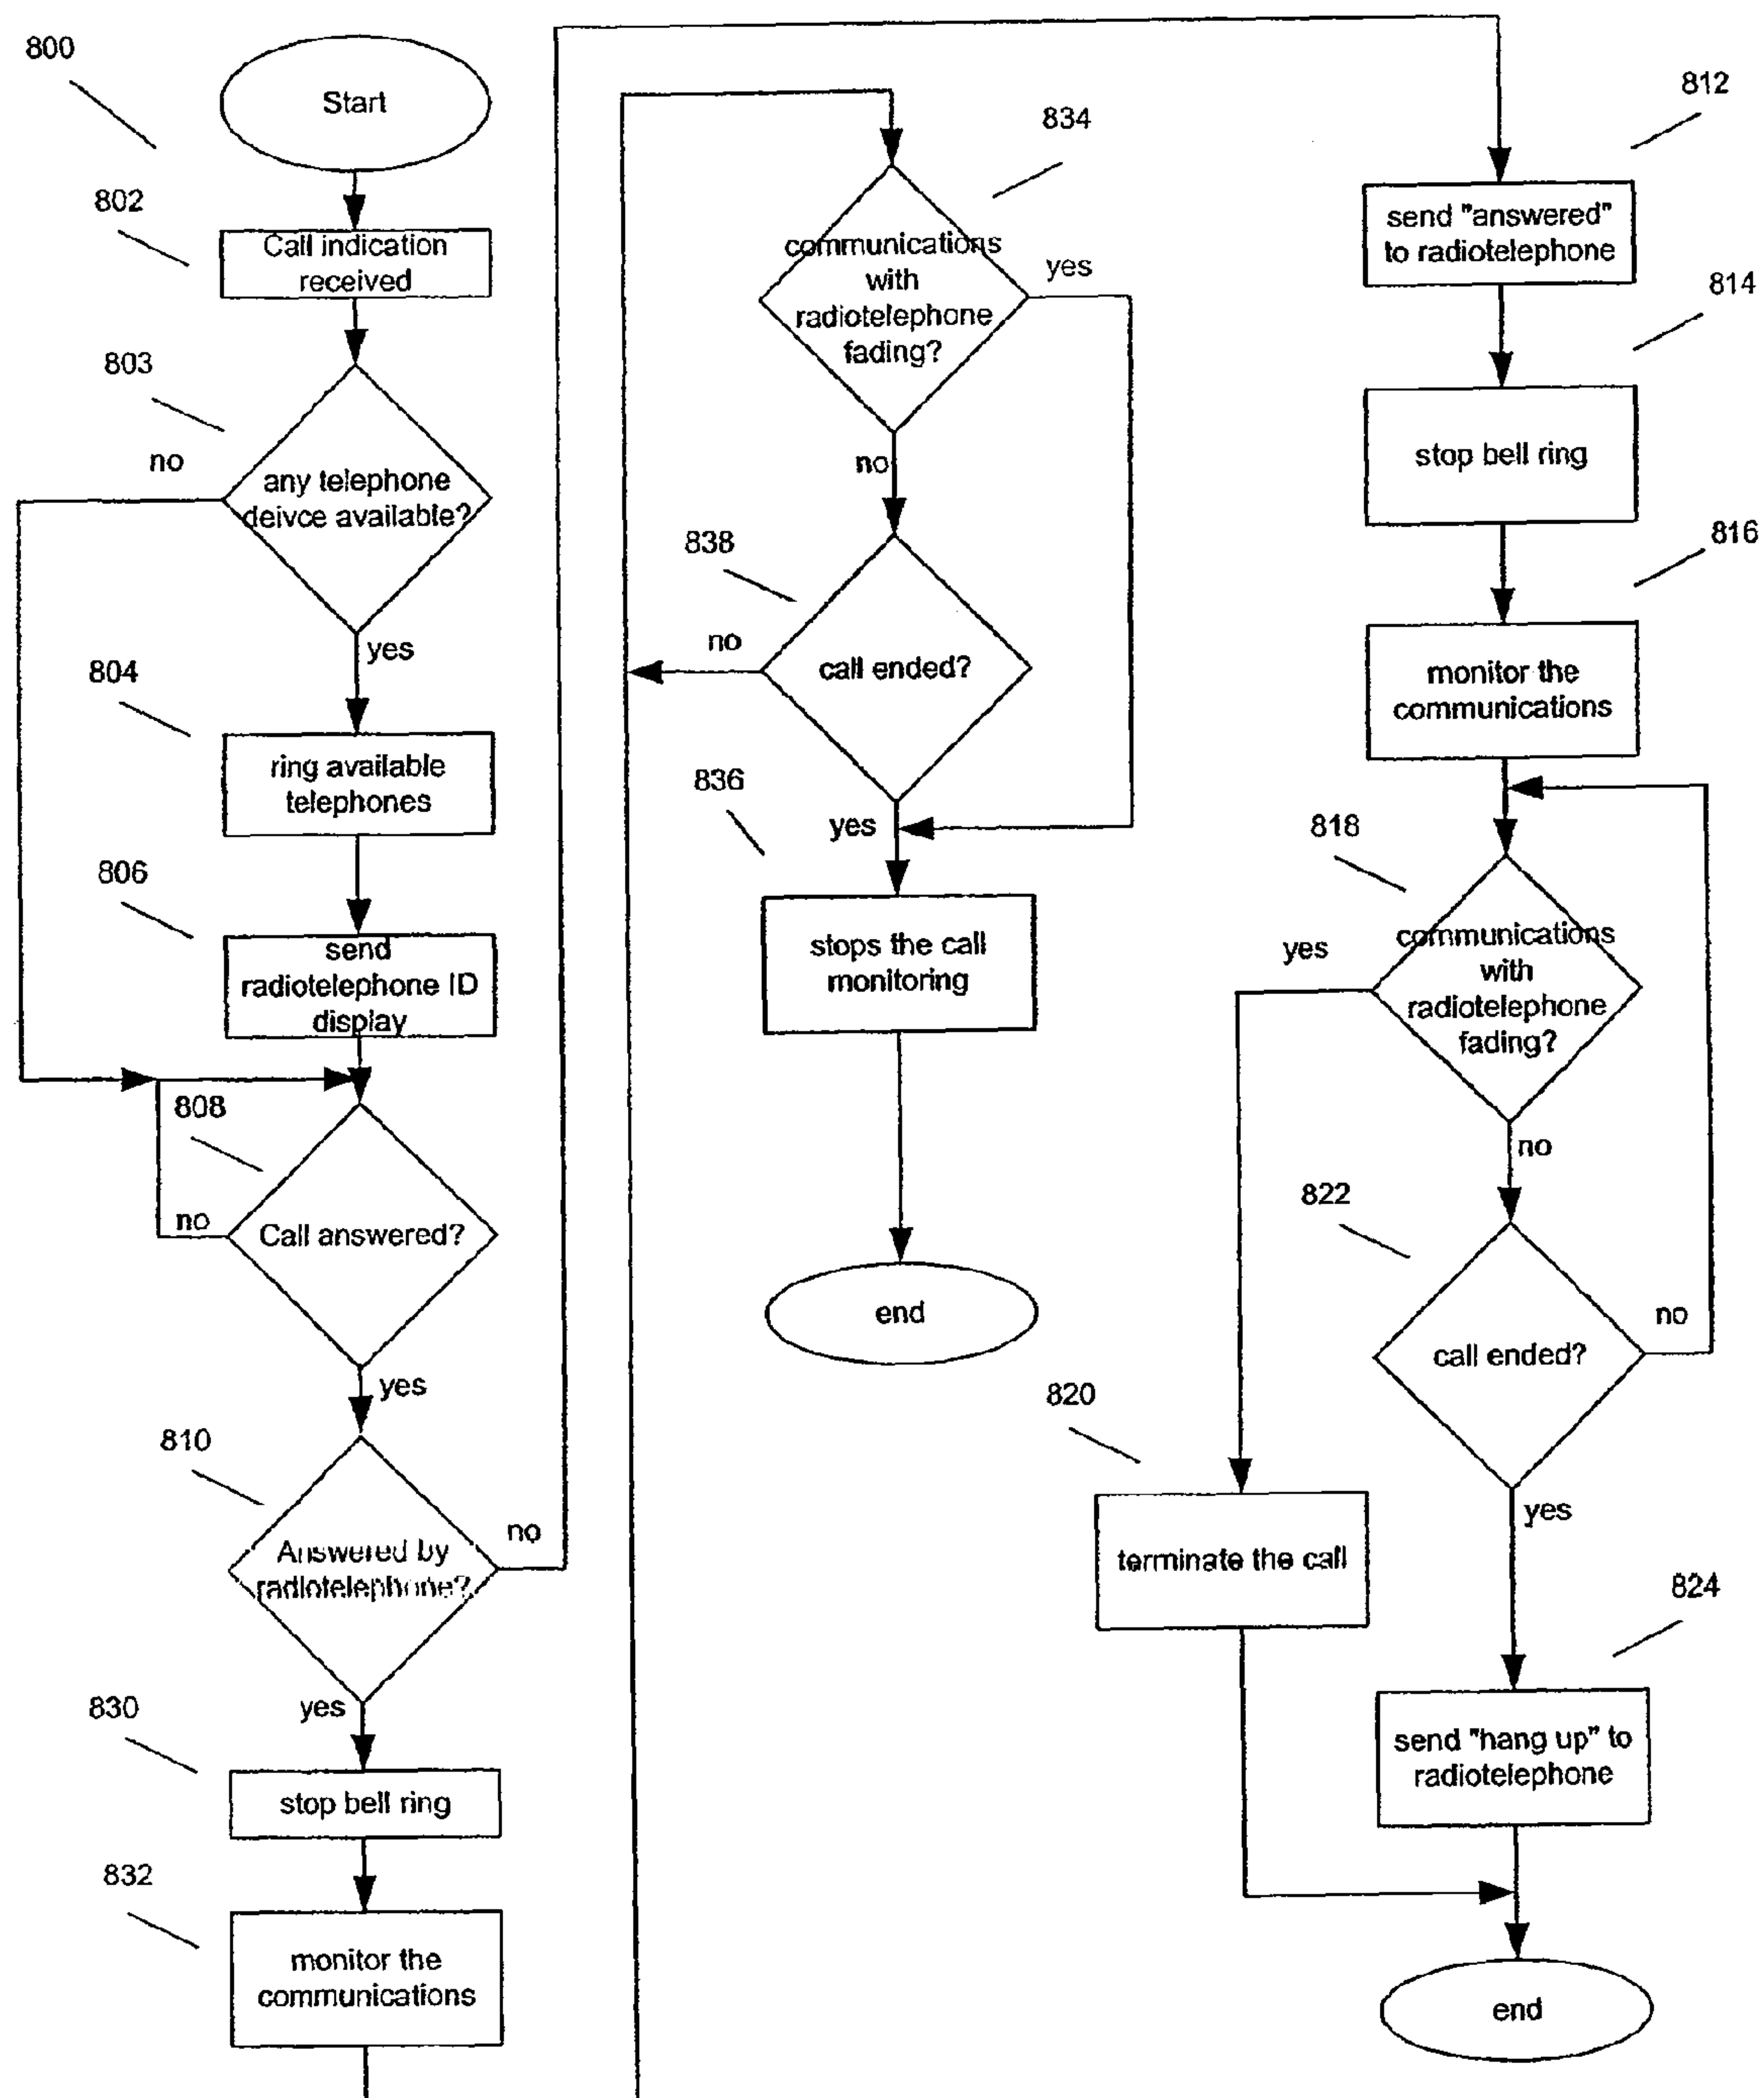 800
Start
802
Call indication
received
803
no
any telephone
deivce available?
yes
804
ring available
telephones
806
send
radiotelephone ID
display
808
no
Call answered?
yes
810
Answered by
radiotelephone?
no
yes
830
stop bell ring
832
monitor the
communications
834
communications
with
radiotelephone
fading?
yes
no
838
no
call ended?
836
yes
stops the call
monitoring
end
812
send "answered"
to radiotelephone
814
stop bell ring
816
monitor the
communications
818
yes
communications
with
radiotelephone
fading?
no
822
call ended?
no
820
yes
terminate the call
824
send "hang up" to
radiotelephone
end